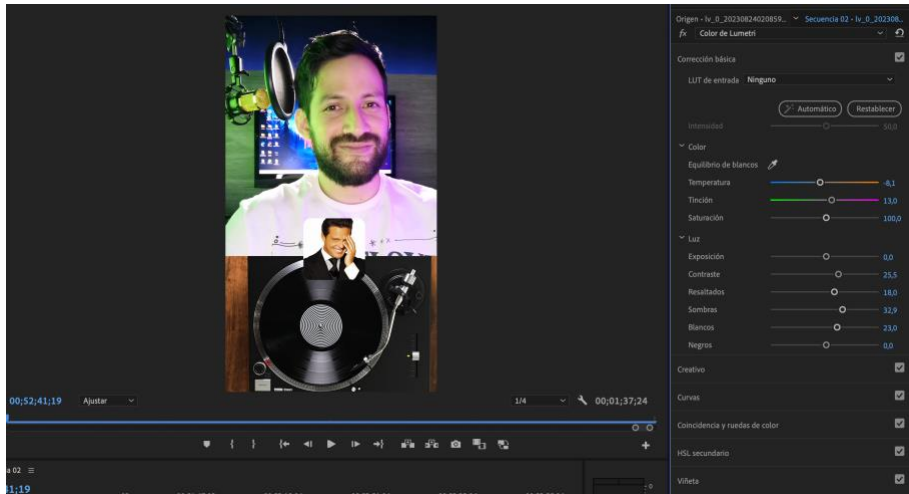 Origen - lv_0_20230824020859... Secuencia 02 - lv_0_202308...
fx Color de Lumetri
Corrección básica
LUT de entrada Ninguno
Automático Restablecer
Intensidad 50,0
Color
Equilibrio de blancos
Temperatura -8,1
Tinción 13,0
Saturación 100,0
Luz
Exposición 0,0
Contraste 25,5
Resaltados 18,0
Sombras 32,9
Blancos 23,0
Negros 0,0
Creativo
Curvas
Coincidencia y ruedas de color
HSL secundario
Viñeta
00;52;41;19 Ajustar 1/4 00;01;37;24
a 02
41;19
0